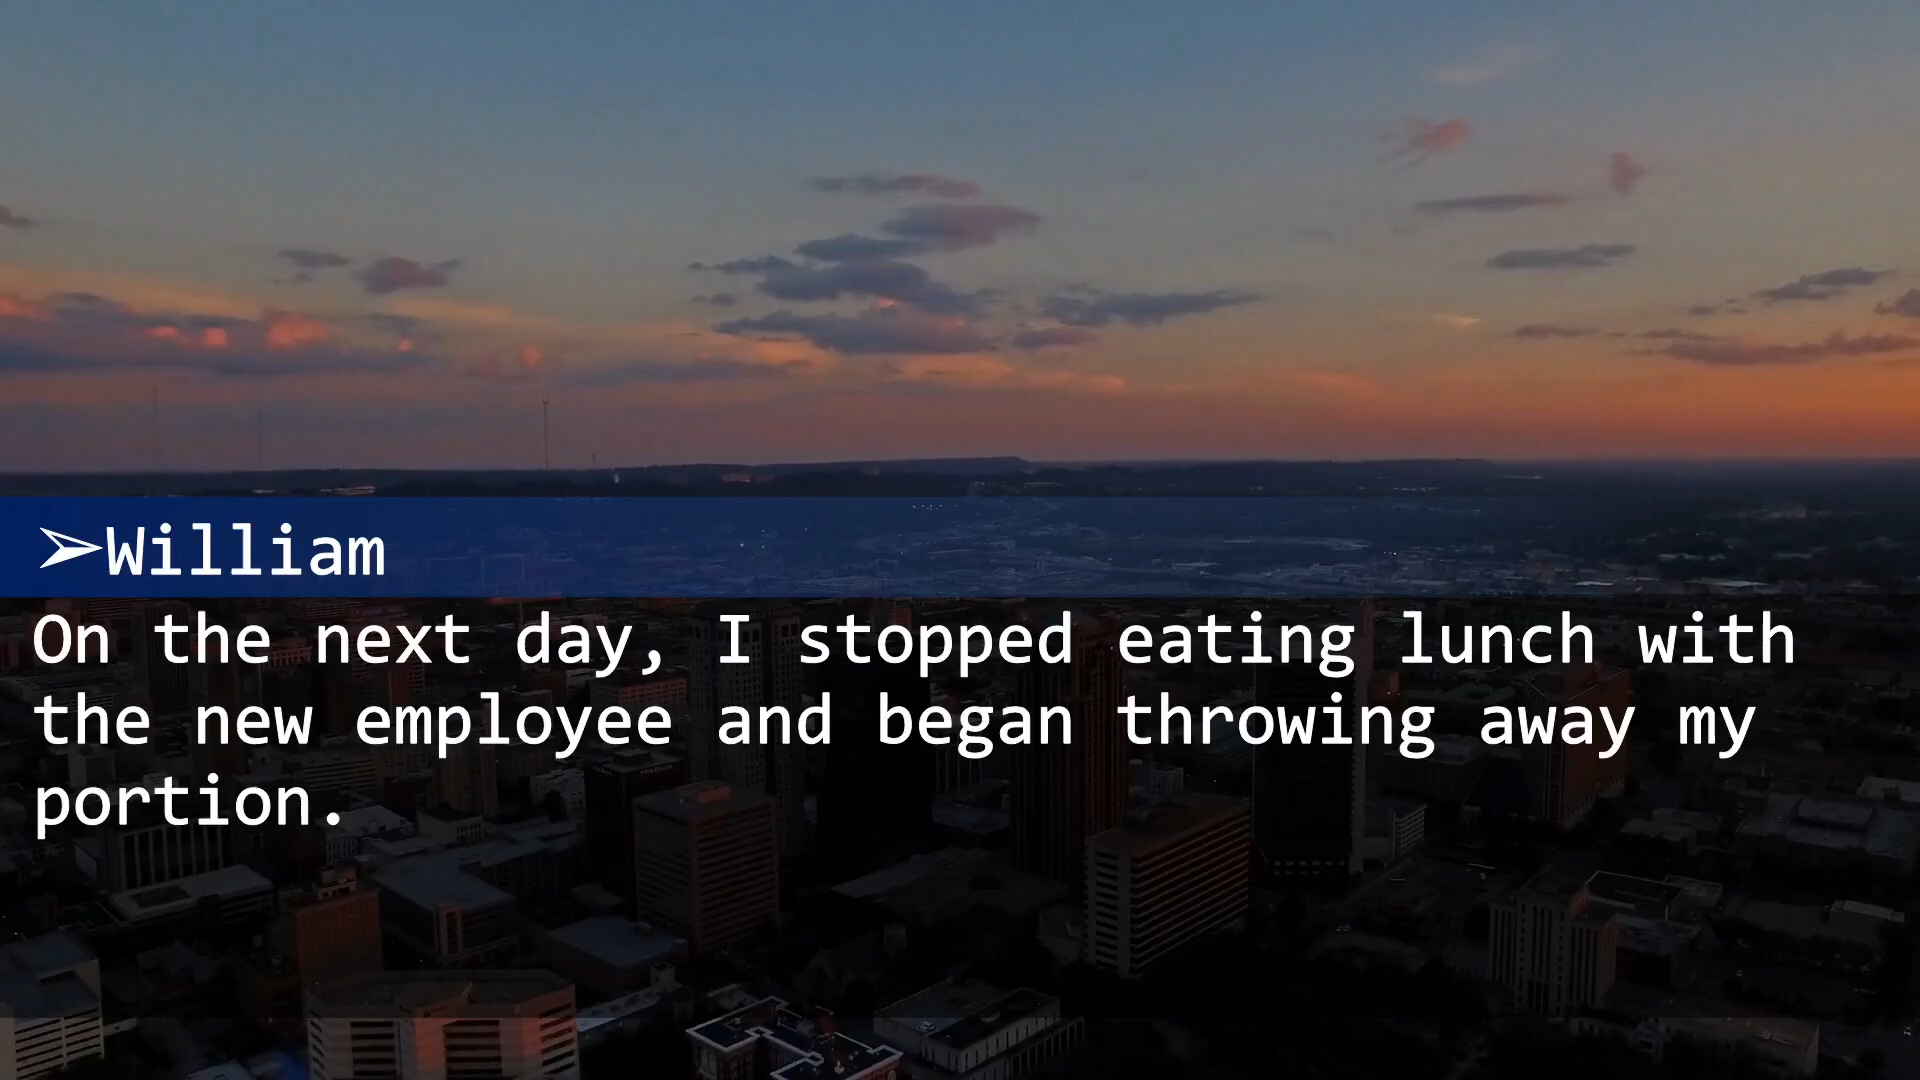 ➢William
On the next day, I stopped eating lunch with
the new employee and began throwing away my
portion.